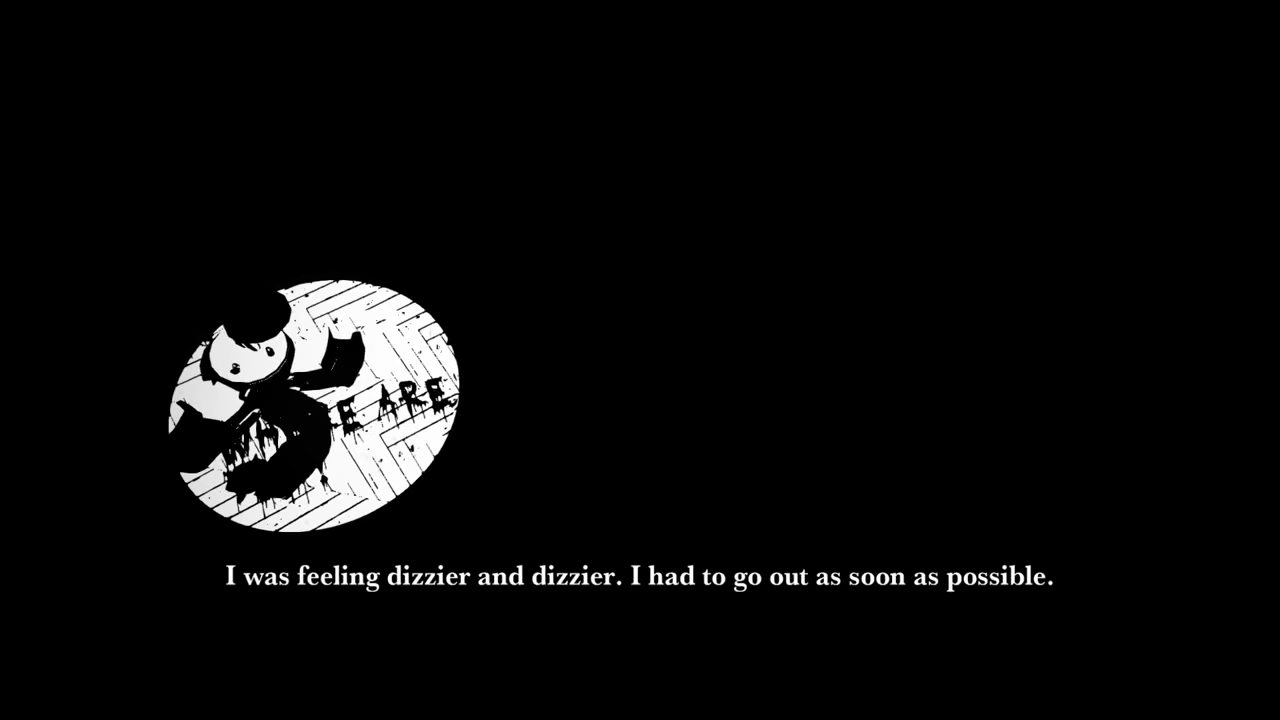 ARE
I was feeling dizzier and dizzier. I had to go out as soon as possible.